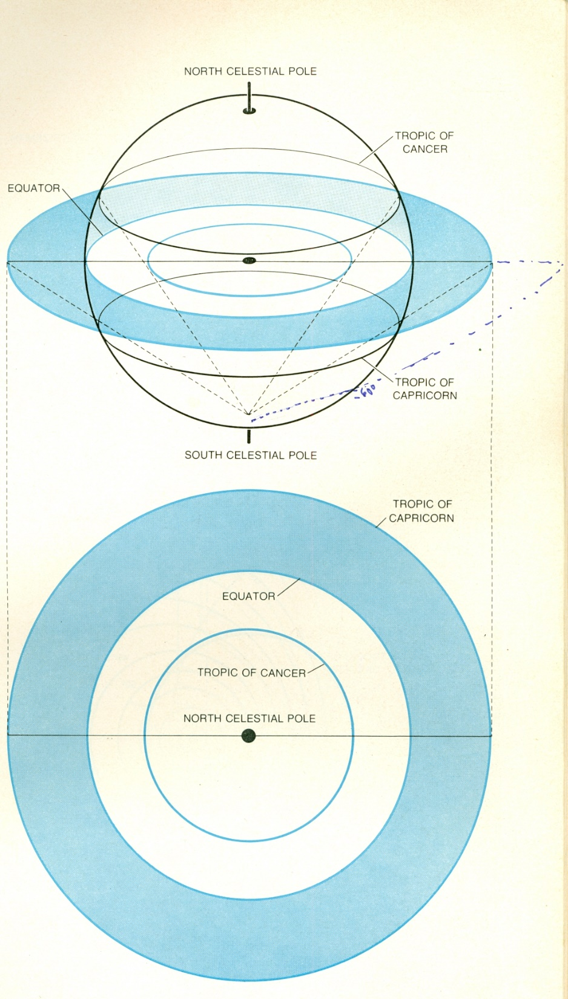 NORTH CELESTIAL POLE
TROPIC OF
CANCER
EQUATOR
TROPIC OF
CAPRICORN
SOUTH CELESTIAL POLE
TROPIC OF
CAPRICORN
EQUATOR
TROPIC OF CANCER
NORTH CELESTIAL POLE